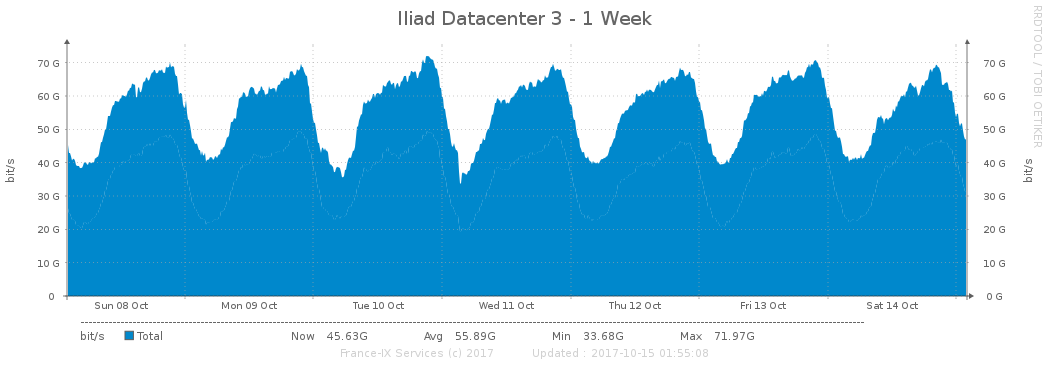 Iliad Datacenter 3 - 1 Week
RRDTOOL / TOBI OETIKER
bit/s
70 G
60 G
50 G
40 G
30 G
20 G
10 G
0
70 G
60 G
50 G
40 G
30 G
20 G
10 G
0 G
bit/s
Sun 08 Oct Mon 09 Oct Tue 10 Oct Wed 11 Oct Thu 12 Oct Fri 13 Oct Sat 14 Oct
bit/s Total Now 45.63G Avg 55.89G Min 33.68G Max 71.97G
France-IX Services (c) 2017 Updated : 2017-10-15 01:55:08